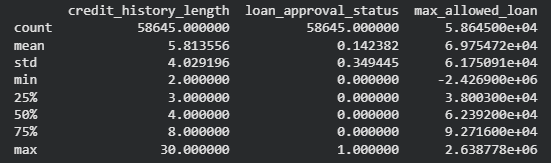 credit_history_length loan_approval_status max_allowed_loan
count 58645.000000 58645.000000 5.864500e+04
mean 5.813556 0.142382 6.975472e+04
std 4.029196 0.349445 6.175091e+04
min 2.000000 0.000000 -2.426900e+06
25% 3.000000 0.000000 3.800300e+04
50% 4.000000 0.000000 6.239200e+04
75% 8.000000 0.000000 9.271600e+04
max 30.000000 1.000000 2.638778e+06